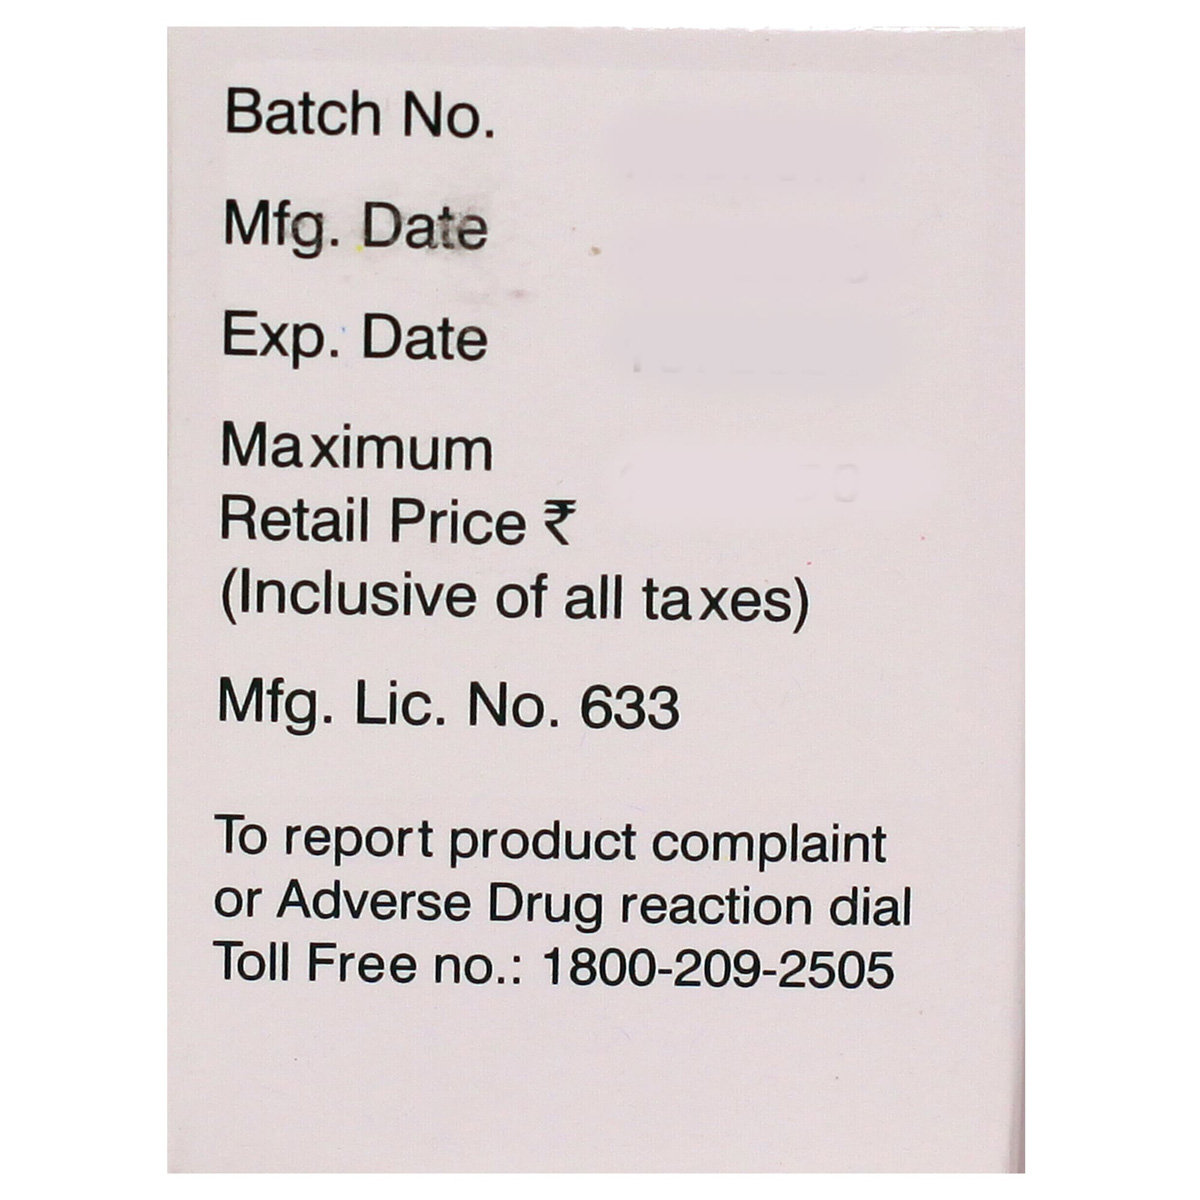 Batch No.
Mfg. Date
Exp. Date
Maximum
Retail Price ₹
(Inclusive of all taxes)
Mfg. Lic. No. 633
To report product complaint
or Adverse Drug reaction dial
Toll Free no.: 1800-209-2505